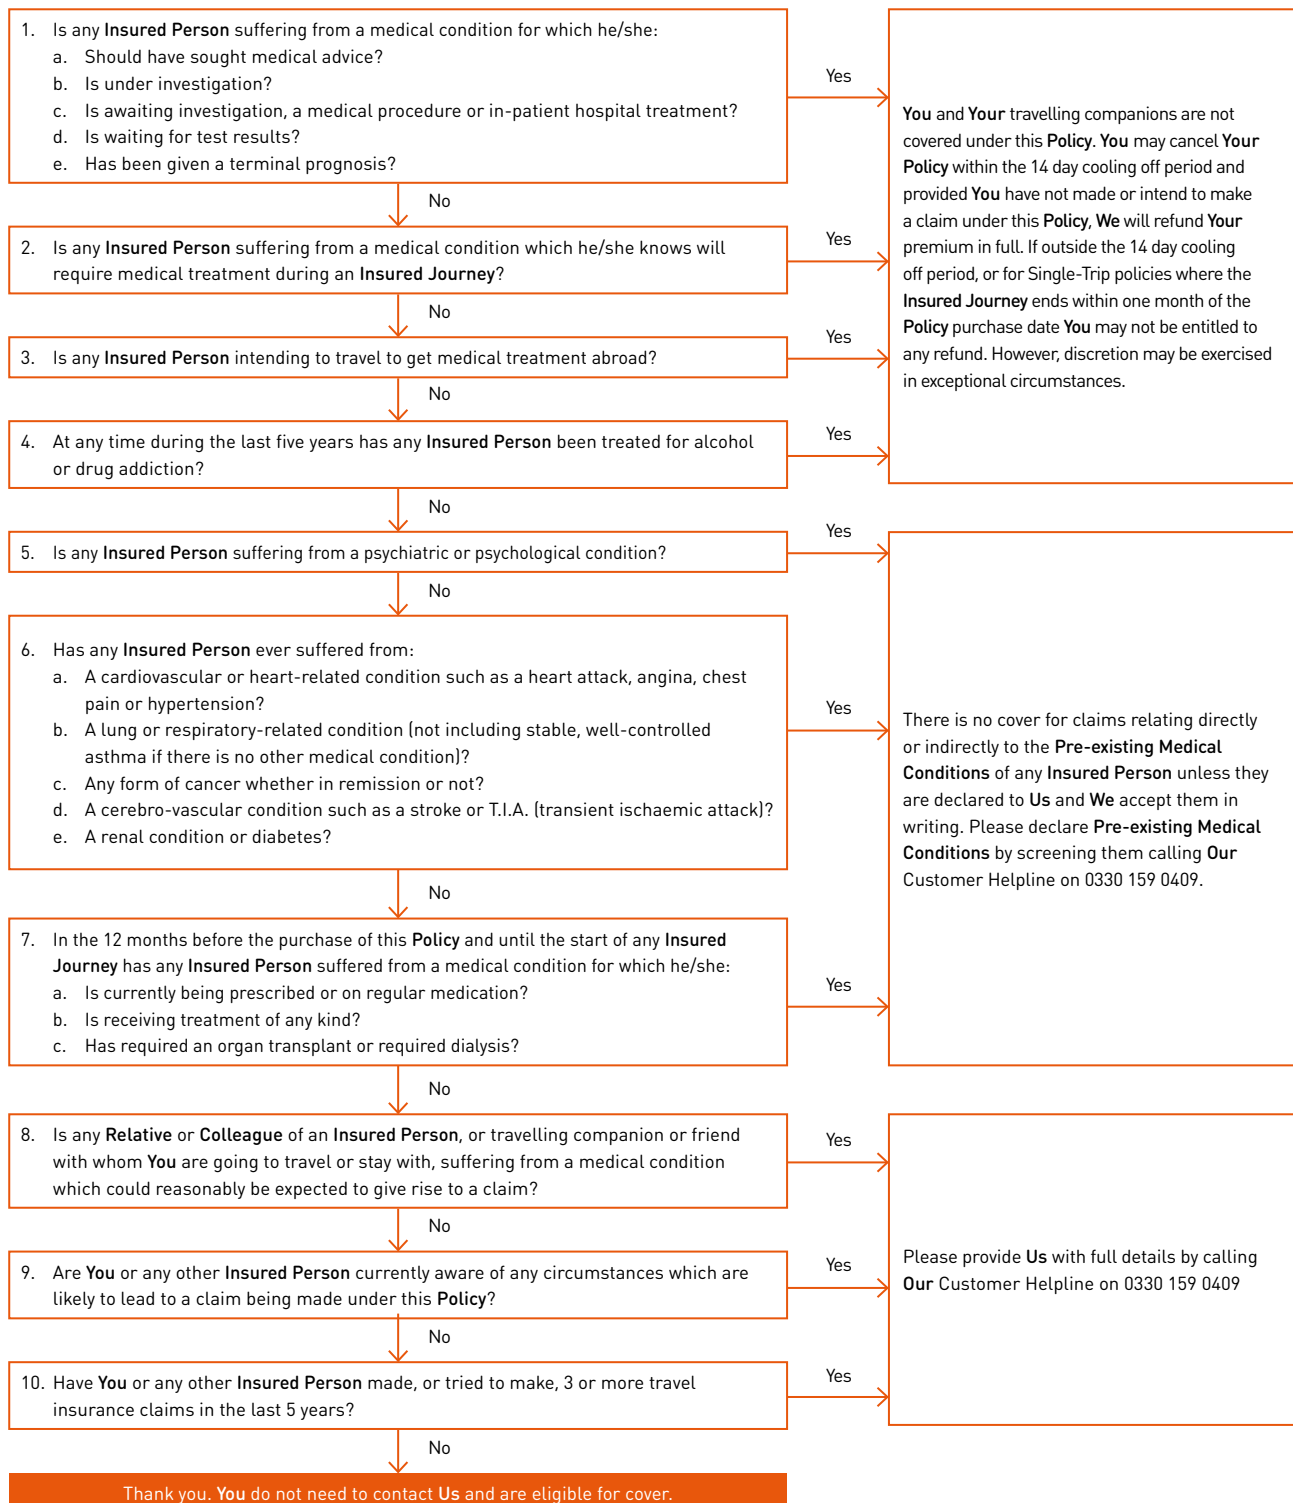 1. Is any Insured Person suffering from a medical condition for which he/she:
a. Should have sought medical advice?
b. Is under investigation?
c. Is awaiting investigation, a medical procedure or in-patient hospital treatment?
d. Is waiting for test results?
e. Has been given a terminal prognosis?
Yes
You and Your travelling companions are not
covered under this Policy. You may cancel Your
Policy within the 14 day cooling off period and
provided You have not made or intend to make
a claim under this Policy, We will refund Your
premium in full. If outside the 14 day cooling
off period, or for Single-Trip policies where the
Insured Journey ends within one month of the
Policy purchase date You may not be entitled to
any refund. However, discretion may be exercised
in exceptional circumstances.
No
2. Is any Insured Person suffering from a medical condition which he/she knows will
require medical treatment during an Insured Journey?
Yes
No
3. Is any Insured Person intending to travel to get medical treatment abroad?
Yes
No
4. At any time during the last five years has any Insured Person been treated for alcohol
or drug addiction?
Yes
No
5. Is any Insured Person suffering from a psychiatric or psychological condition?
Yes
No
6. Has any Insured Person ever suffered from:
a. A cardiovascular or heart-related condition such as a heart attack, angina, chest
pain or hypertension?
b. A lung or respiratory-related condition (not including stable, well-controlled
asthma if there is no other medical condition)?
c. Any form of cancer whether in remission or not?
d. A cerebro-vascular condition such as a stroke or T.I.A. (transient ischaemic attack)?
e. A renal condition or diabetes?
Yes
There is no cover for claims relating directly
or indirectly to the Pre-existing Medical
Conditions of any Insured Person unless they
are declared to Us and We accept them in
writing. Please declare Pre-existing Medical
Conditions by screening them calling Our
Customer Helpline on 0330 159 0409.
No
7. In the 12 months before the purchase of this Policy and until the start of any Insured
Journey has any Insured Person suffered from a medical condition for which he/she:
a. Is currently being prescribed or on regular medication?
b. Is receiving treatment of any kind?
c. Has required an organ transplant or required dialysis?
Yes
No
8. Is any Relative or Colleague of an Insured Person, or travelling companion or friend
with whom You are going to travel or stay with, suffering from a medical condition
which could reasonably be expected to give rise to a claim?
Yes
Please provide Us with full details by calling
Our Customer Helpline on 0330 159 0409
No
9. Are You or any other Insured Person currently aware of any circumstances which are
likely to lead to a claim being made under this Policy?
Yes
No
10. Have You or any other Insured Person made, or tried to make, 3 or more travel
insurance claims in the last 5 years?
Yes
No
Thank you. You do not need to contact Us and are eligible for cover.